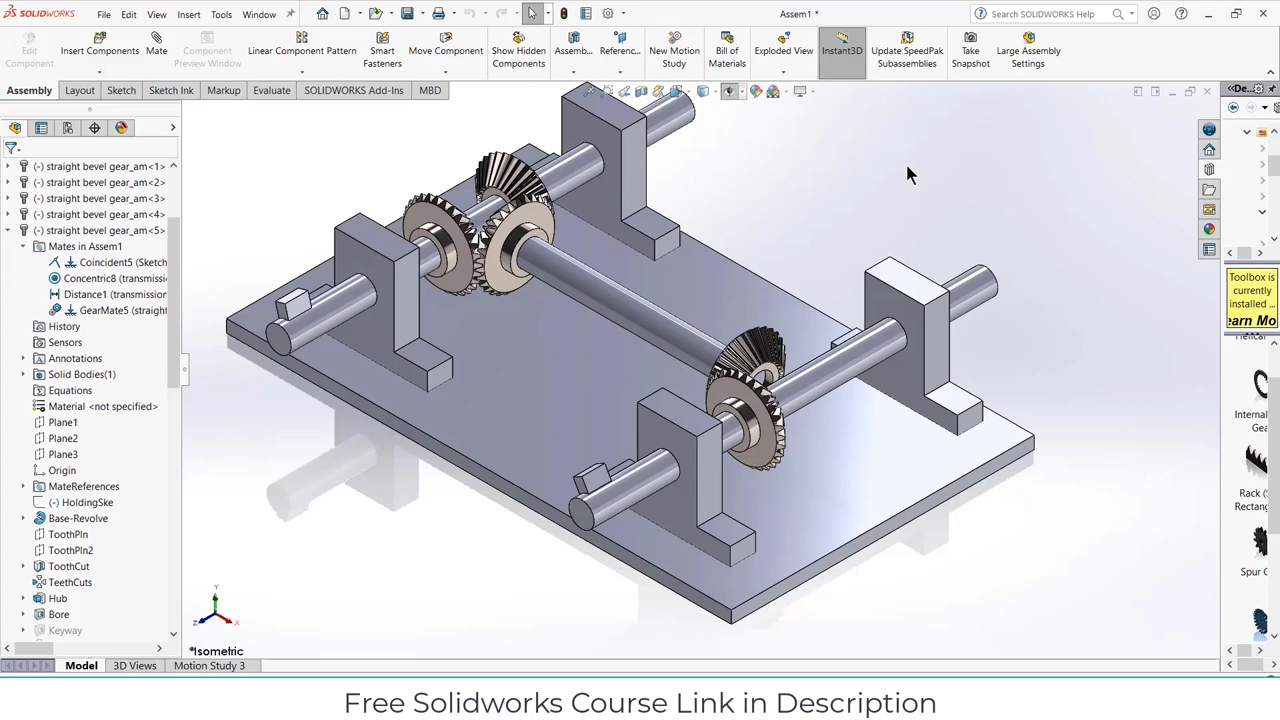 SOLIDWORKS File Edit View Insert Tools Window Assem1 * Search SOLIDWORKS Help
Edit Component
Insert Components
Mate
Component Preview Window
Linear Component Pattern
Smart Fasteners
Move Component
Show Hidden Components
Assemb...
Referenc...
New Motion Study
Bill of Materials
Exploded View
Instant3D
Update SpeedPak Subassemblies
Take Snapshot
Large Assembly Settings
Assembly Layout Sketch Sketch Ink Markup Evaluate SOLIDWORKS Add-Ins MBD
(-) straight bevel gear_am<1>
(-) straight bevel gear_am<2>
(-) straight bevel gear_am<3>
(-) straight bevel gear_am<4>
(-) straight bevel gear_am<5>
Mates in Assem1
Coincident5 (Sketch
Concentric8 (transmissio
Distance1 (transmission
GearMate5 (straight
History
Sensors
Annotations
Solid Bodies(1)
Equations
Material <not specified>
Plane1
Plane2
Plane3
Origin
MateReferences
(-) HoldingSke
Base-Revolve
ToothPln
ToothPln2
ToothCut
TeethCuts
Hub
Bore
Keyway
Y
Z
X
*Isometric
<<De...
Toolbox is
currently
installed ...
earn Mo
Internal
Gea
Rack (S
Rectang
Spur G
Model 3D Views Motion Study 3
Free Solidworks Course Link in Description